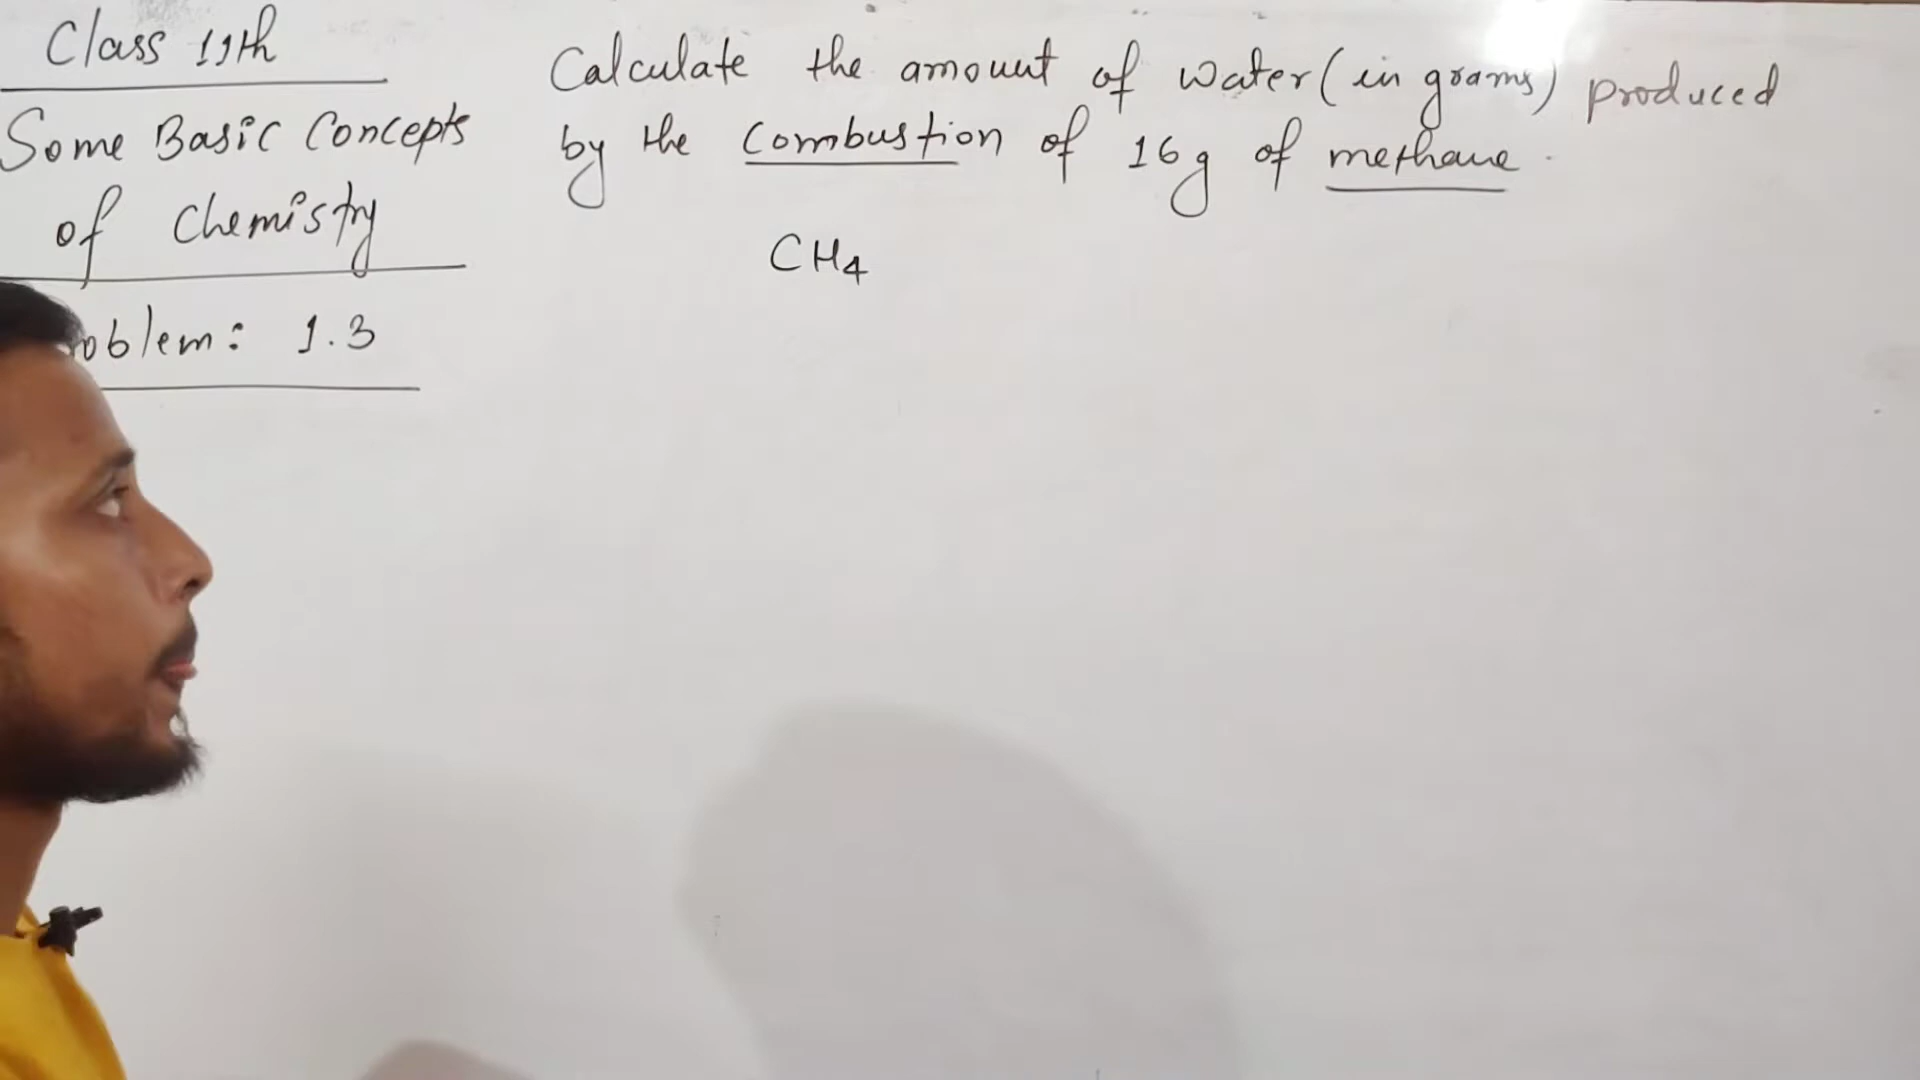 Class 11th
Some Basic Concepts
of Chemistry
oblem: 1.3
Calculate the amount of water (in grams) produced
by the combustion of 16g of methane.
CH4